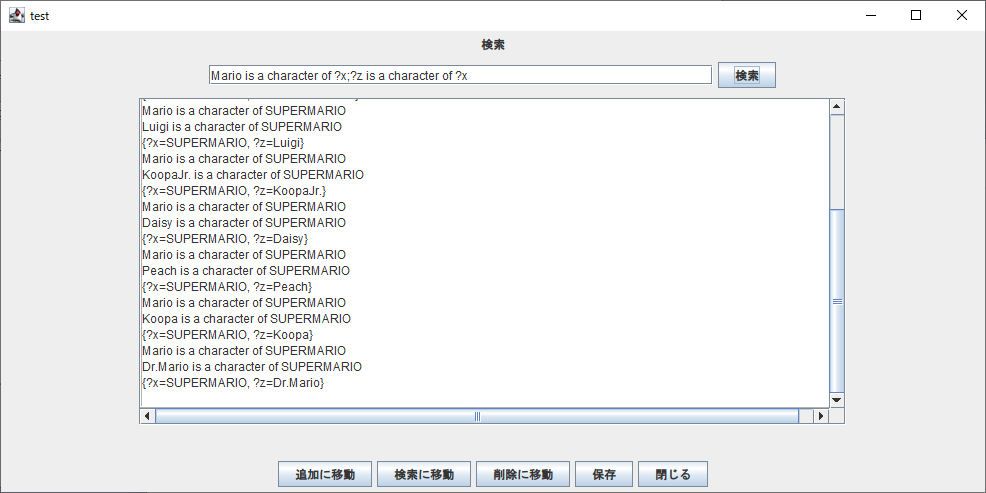 test
検索
Mario is a character of ?x;?z is a character of ?x
検索
Mario is a character of SUPERMARIO
Luigi is a character of SUPERMARIO
{?x=SUPERMARIO, ?z=Luigi}
Mario is a character of SUPERMARIO
KoopaJr. is a character of SUPERMARIO
{?x=SUPERMARIO, ?z=KoopaJr.}
Mario is a character of SUPERMARIO
Daisy is a character of SUPERMARIO
{?x=SUPERMARIO, ?z=Daisy}
Mario is a character of SUPERMARIO
Peach is a character of SUPERMARIO
{?x=SUPERMARIO, ?z=Peach}
Mario is a character of SUPERMARIO
Koopa is a character of SUPERMARIO
{?x=SUPERMARIO, ?z=Koopa}
Mario is a character of SUPERMARIO
Dr.Mario is a character of SUPERMARIO
{?x=SUPERMARIO, ?z=Dr.Mario}
追加に移動 検索に移動 削除に移動 保存 閉じる